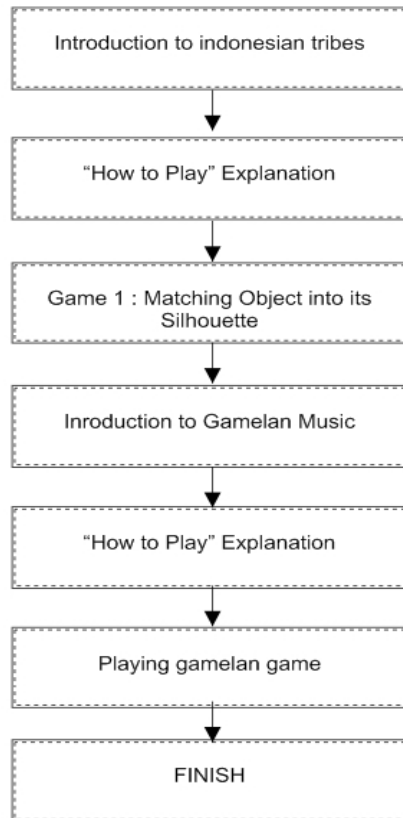 Introduction to indonesian tribes
“How to Play” Explanation
Game 1 : Matching Object into its
Silhouette
Inroduction to Gamelan Music
“How to Play” Explanation
Playing gamelan game
FINISH